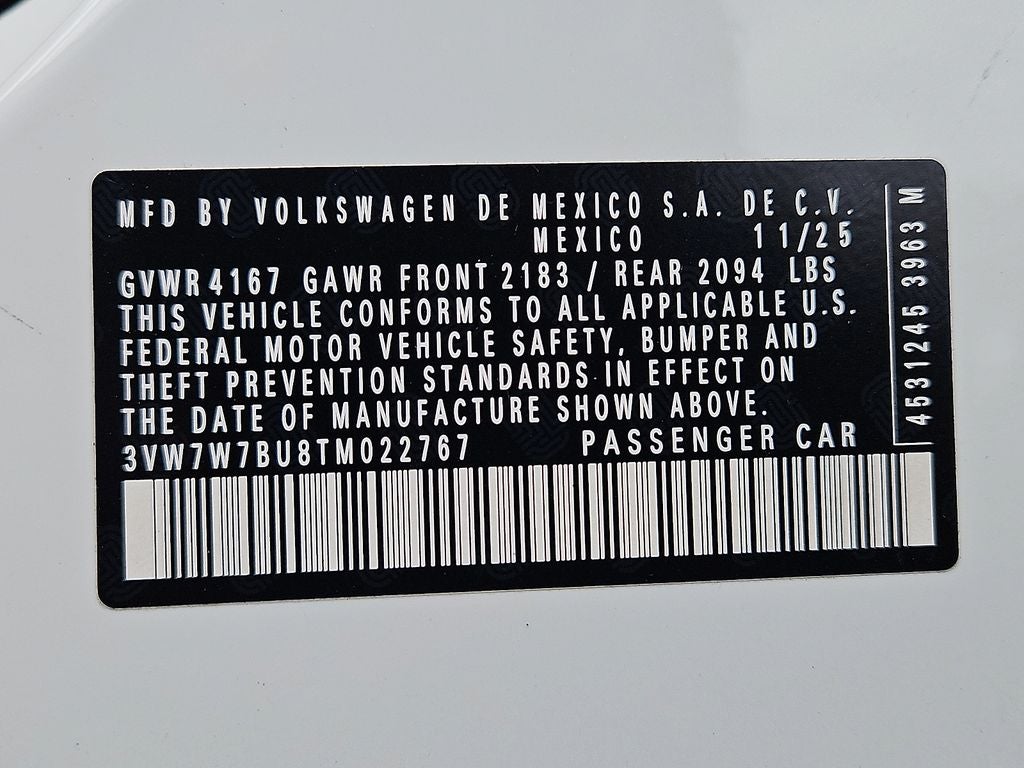 MFD BY VOLKSWAGEN DE MEXICO S.A. DE C.V.
MEXICO 11/25
GVWR 4167 GAWR FRONT 2183 / REAR 2094 LBS
THIS VEHICLE CONFORMS TO ALL APPLICABLE U.S.
FEDERAL MOTOR VEHICLE SAFETY, BUMPER AND
THEFT PREVENTION STANDARDS IN EFFECT ON
THE DATE OF MANUFACTURE SHOWN ABOVE.
3VW7W7BU8TM022767 PASSENGER CAR
4531245 3963 M